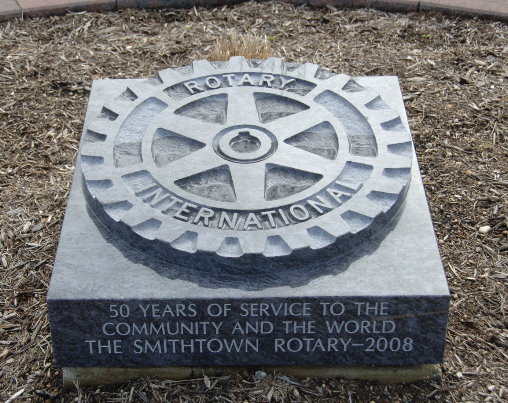 ROTARY
INTERNATIONAL
50 YEARS OF SERVICE TO THE
COMMUNITY AND THE WORLD
THE SMITHTOWN ROTARY–2008